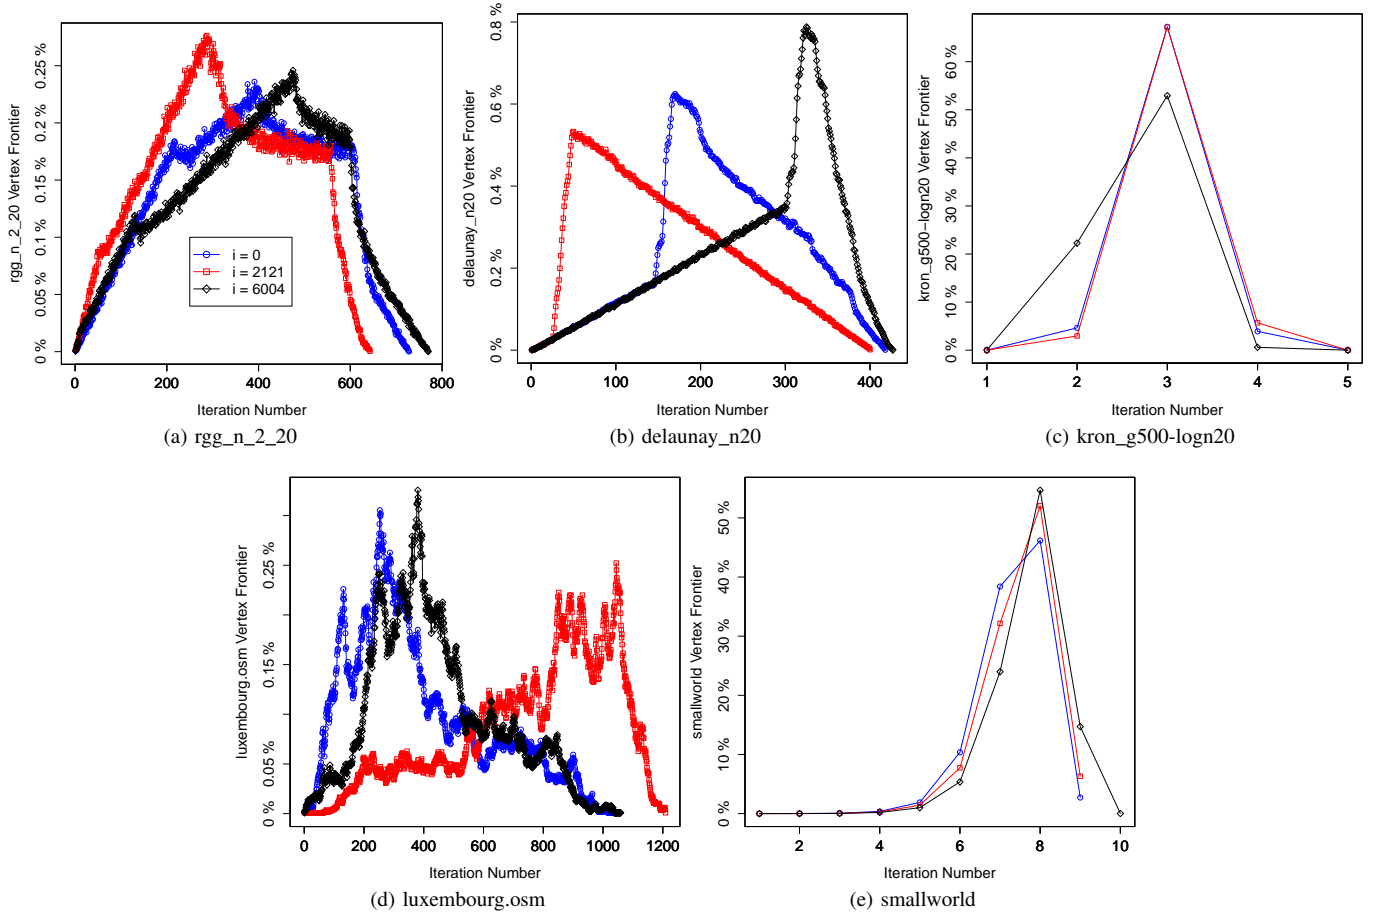 rgg_n_2_20 Vertex Frontier
0 %
0.05 %
0.1 %
0.15 %
0.2 %
0.25 %
i = 0
i = 2121
i = 6004
0 200 400 600 800
Iteration Number
(a) rgg_n_2_20
delaunay_n20 Vertex Frontier
0 %
0.2 %
0.4 %
0.6 %
0.8 %
0 100 200 300 400
Iteration Number
(b) delaunay_n20
kron_g500-logn20 Vertex Frontier
0 %
10 %
20 %
30 %
40 %
50 %
60 %
1 2 3 4 5
Iteration Number
(c) kron_g500-logn20
luxembourg.osm Vertex Frontier
0 %
0.05 %
0.15 %
0.25 %
0 200 400 600 800 1000 1200
Iteration Number
(d) luxembourg.osm
smallworld Vertex Frontier
0 %
10 %
20 %
30 %
40 %
50 %
2 4 6 8 10
Iteration Number
(e) smallworld